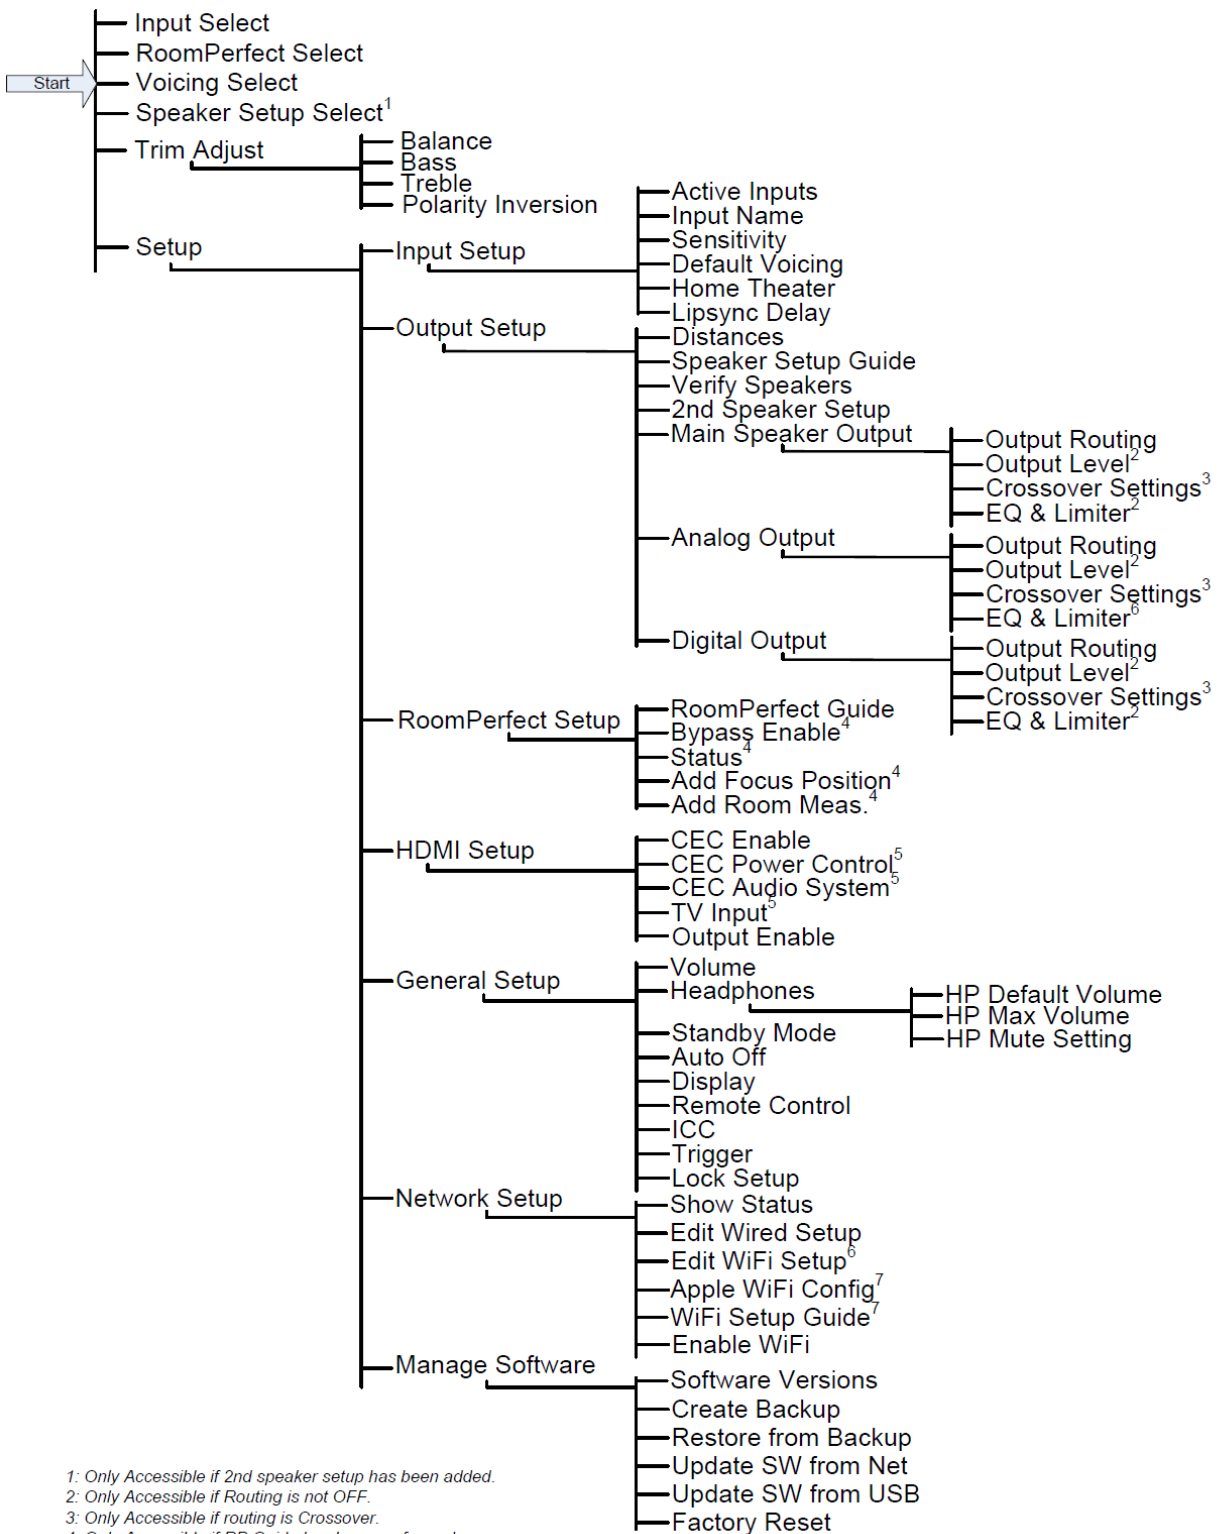 Input Select
RoomPerfect Select
Start
Voicing Select
Speaker Setup Select1
Trim Adjust
Balance
Bass
Treble
Polarity Inversion
Setup
Input Setup
Active Inputs
Input Name
Sensitivity
Default Voicing
Home Theater
Lipsync Delay
Output Setup
Distances
Speaker Setup Guide
Verify Speakers
2nd Speaker Setup
Main Speaker Output
Output Routing
Output Level2
Crossover Settings3
EQ & Limiter2
Analog Output
Output Routing
Output Level2
Crossover Settings3
EQ & Limiter6
Digital Output
Output Routing
Output Level2
Crossover Settings3
EQ & Limiter2
RoomPerfect Setup
RoomPerfect Guide
Bypass Enable4
Status4
Add Focus Position4
Add Room Meas.4
HDMI Setup
CEC Enable
CEC Power Control5
CEC Audio System5
TV Input5
Output Enable
General Setup
Volume
Headphones
HP Default Volume
HP Max Volume
HP Mute Setting
Standby Mode
Auto Off
Display
Remote Control
ICC
Trigger
Lock Setup
Network Setup
Show Status
Edit Wired Setup
Edit WiFi Setup6
Apple WiFi Config7
WiFi Setup Guide7
Enable WiFi
Manage Software
Software Versions
Create Backup
Restore from Backup
Update SW from Net
Update SW from USB
Factory Reset
1: Only Accessible if 2nd speaker setup has been added.
2: Only Accessible if Routing is not OFF.
3: Only Accessible if routing is Crossover.